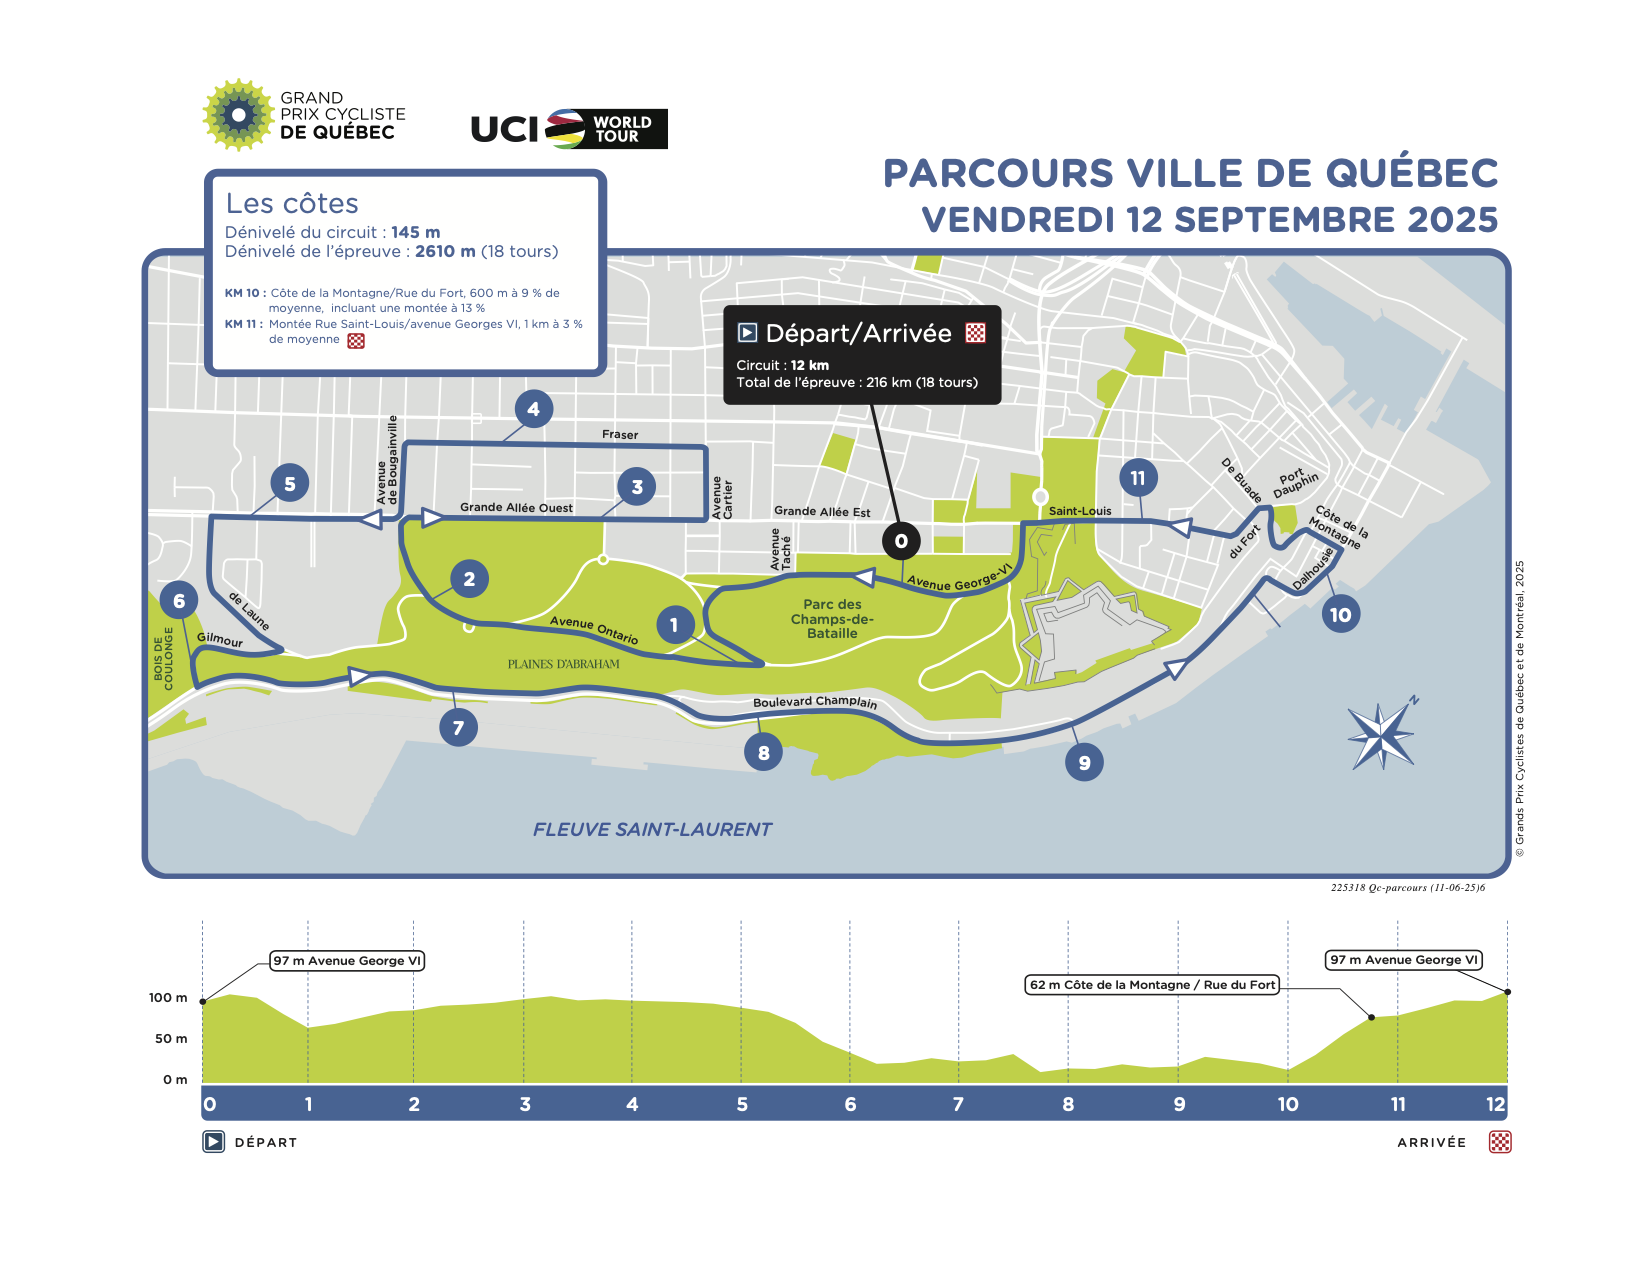 GRAND
PRIX CYCLISTE
DE QUÉBEC
UCI WORLD
TOUR
PARCOURS VILLE DE QUÉBEC
VENDREDI 12 SEPTEMBRE 2025
Les côtes
Dénivelé du circuit : 145 m
Dénivelé de l'épreuve : 2610 m (18 tours)
KM 10 : Côte de la Montagne/Rue du Fort, 600 m à 9 % de
moyenne, incluant une montée à 13 %
KM 11 : Montée Rue Saint-Louis/avenue Georges VI, 1 km à 3 %
de moyenne
Départ/Arrivée
Circuit : 12 km
Total de l'épreuve : 216 km (18 tours)
4
Fraser
Avenue
de Bougainville
5
3
Grande Allée Ouest
Avenue
Cartier
Grande Allée Est
Avenue
Taché
0
11
Saint-Louis
De Buade
Port
Dauphin
Côte de la
Montagne
du Fort
Dalhousie
10
Avenue George-VI
2
6
de Laune
Gilmour
BOIS DE
COULONGE
1
Avenue Ontario
Parc des
Champs-de-
Bataille
PLAINES D'ABRAHAM
Boulevard Champlain
7
8
9
N
FLEUVE SAINT-LAURENT
© Grands Prix Cyclistes de Québec et de Montréal, 2025
225318 Qc-parcours (11-06-25)6
97 m Avenue George VI
97 m Avenue George VI
62 m Côte de la Montagne / Rue du Fort
100 m
50 m
0 m
0 1 2 3 4 5 6 7 8 9 10 11 12
DÉPART
ARRIVÉE